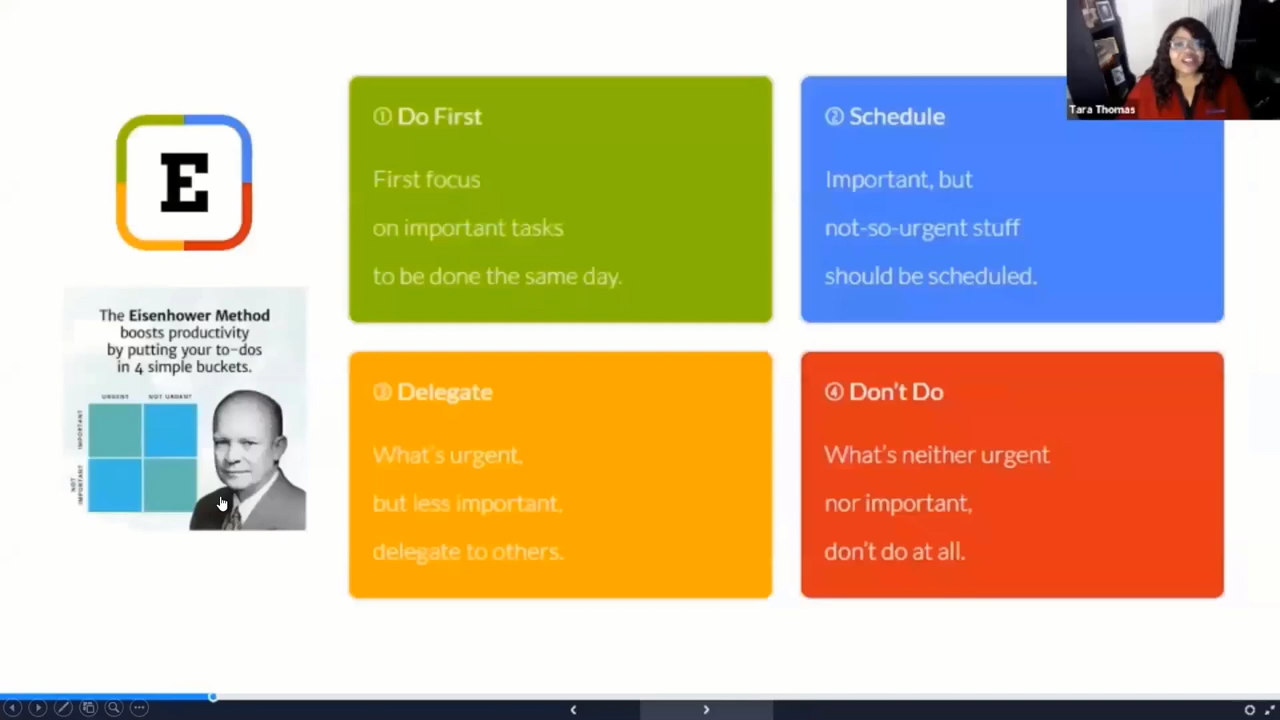 E
The Eisenhower Method
boosts productivity
by putting your to-dos
in 4 simple buckets.
URGENT NOT URGENT
IMPORTANT
NOT
IMPORTANT
① Do First
First focus
on important tasks
to be done the same day.
② Schedule
Important, but
not-so-urgent stuff
should be scheduled.
③ Delegate
What's urgent,
but less important,
delegate to others.
④ Don't Do
What's neither urgent
nor important,
don't do at all.
Tara Thomas